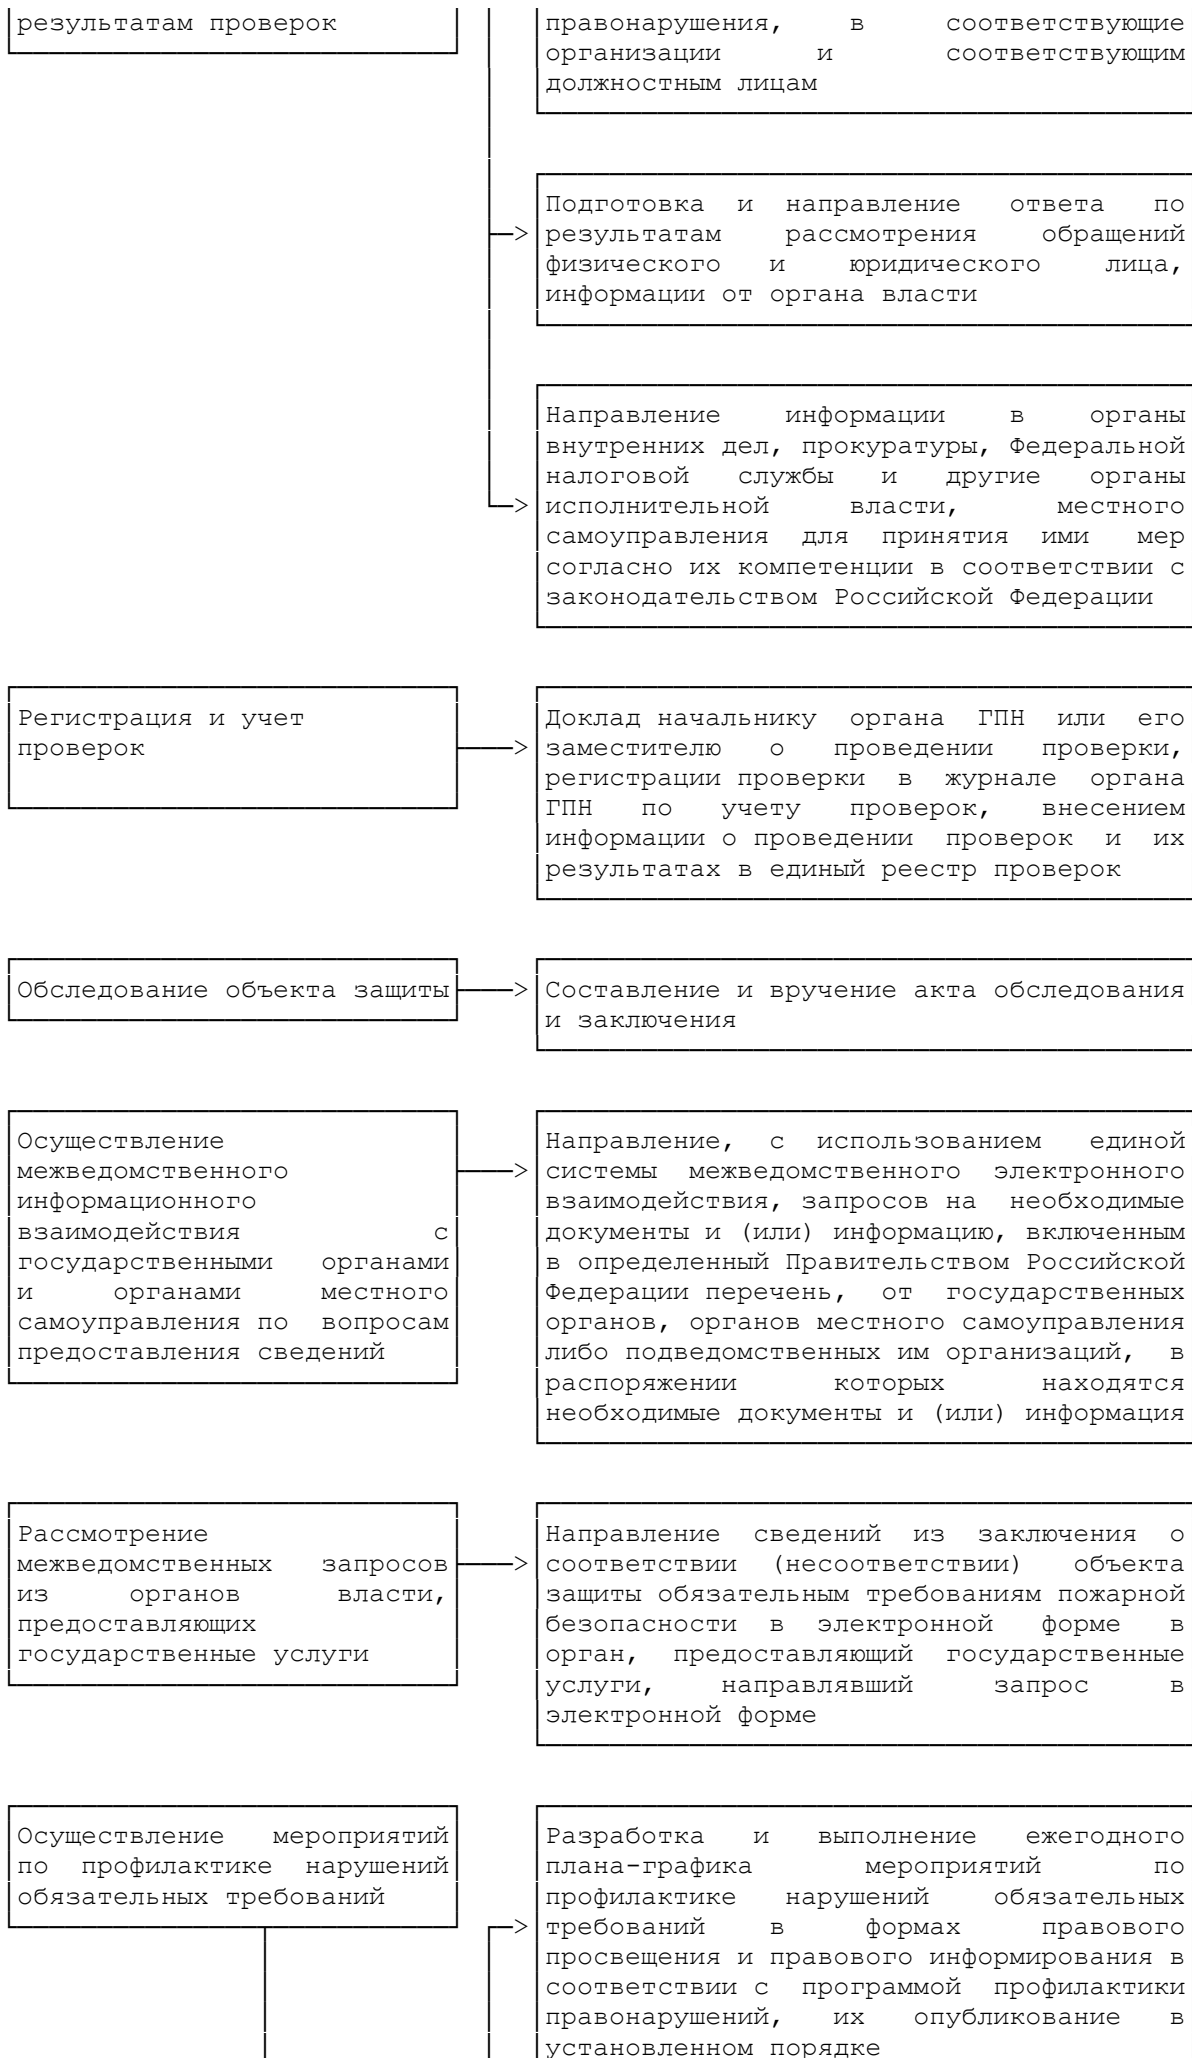 результатам проверок
правонарушения, в соответствующие
организации и соответствующим
должностным лицам
Подготовка и направление ответа по
результатам рассмотрения обращений
физического и юридического лица,
информации от органа власти
Направление информации в органы
внутренних дел, прокуратуры, Федеральной
налоговой службы и другие органы
исполнительной власти, местного
самоуправления для принятия ими мер
согласно их компетенции в соответствии с
законодательством Российской Федерации
Регистрация и учет
проверок
Доклад начальнику органа ГПН или его
заместителю о проведении проверки,
регистрации проверки в журнале органа
ГПН по учету проверок, внесением
информации о проведении проверок и их
результатах в единый реестр проверок
Обследование объекта защиты
Составление и вручение акта обследования
и заключения
Осуществление
межведомственного
информационного
взаимодействия с
государственными органами
и органами местного
самоуправления по вопросам
предоставления сведений
Направление, с использованием единой
системы межведомственного электронного
взаимодействия, запросов на необходимые
документы и (или) информацию, включенным
в определенный Правительством Российской
Федерации перечень, от государственных
органов, органов местного самоуправления
либо подведомственных им организаций, в
распоряжении которых находятся
необходимые документы и (или) информация
Рассмотрение
межведомственных запросов
из органов власти,
предоставляющих
государственные услуги
Направление сведений из заключения о
соответствии (несоответствии) объекта
защиты обязательным требованиям пожарной
безопасности в электронной форме в
орган, предоставляющий государственные
услуги, направлявший запрос в
электронной форме
Осуществление мероприятий
по профилактике нарушений
обязательных требований
Разработка и выполнение ежегодного
плана-графика мероприятий по
профилактике нарушений обязательных
требований в формах правового
просвещения и правового информирования в
соответствии с программой профилактики
правонарушений, их опубликование в
установленном порядке